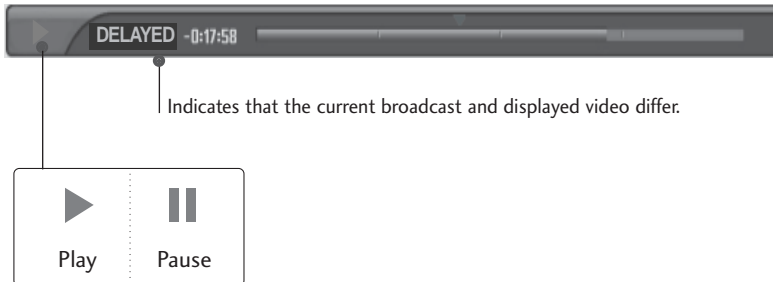 DELAYED -0:17:58
Indicates that the current broadcast and displayed video differ.
Play Pause